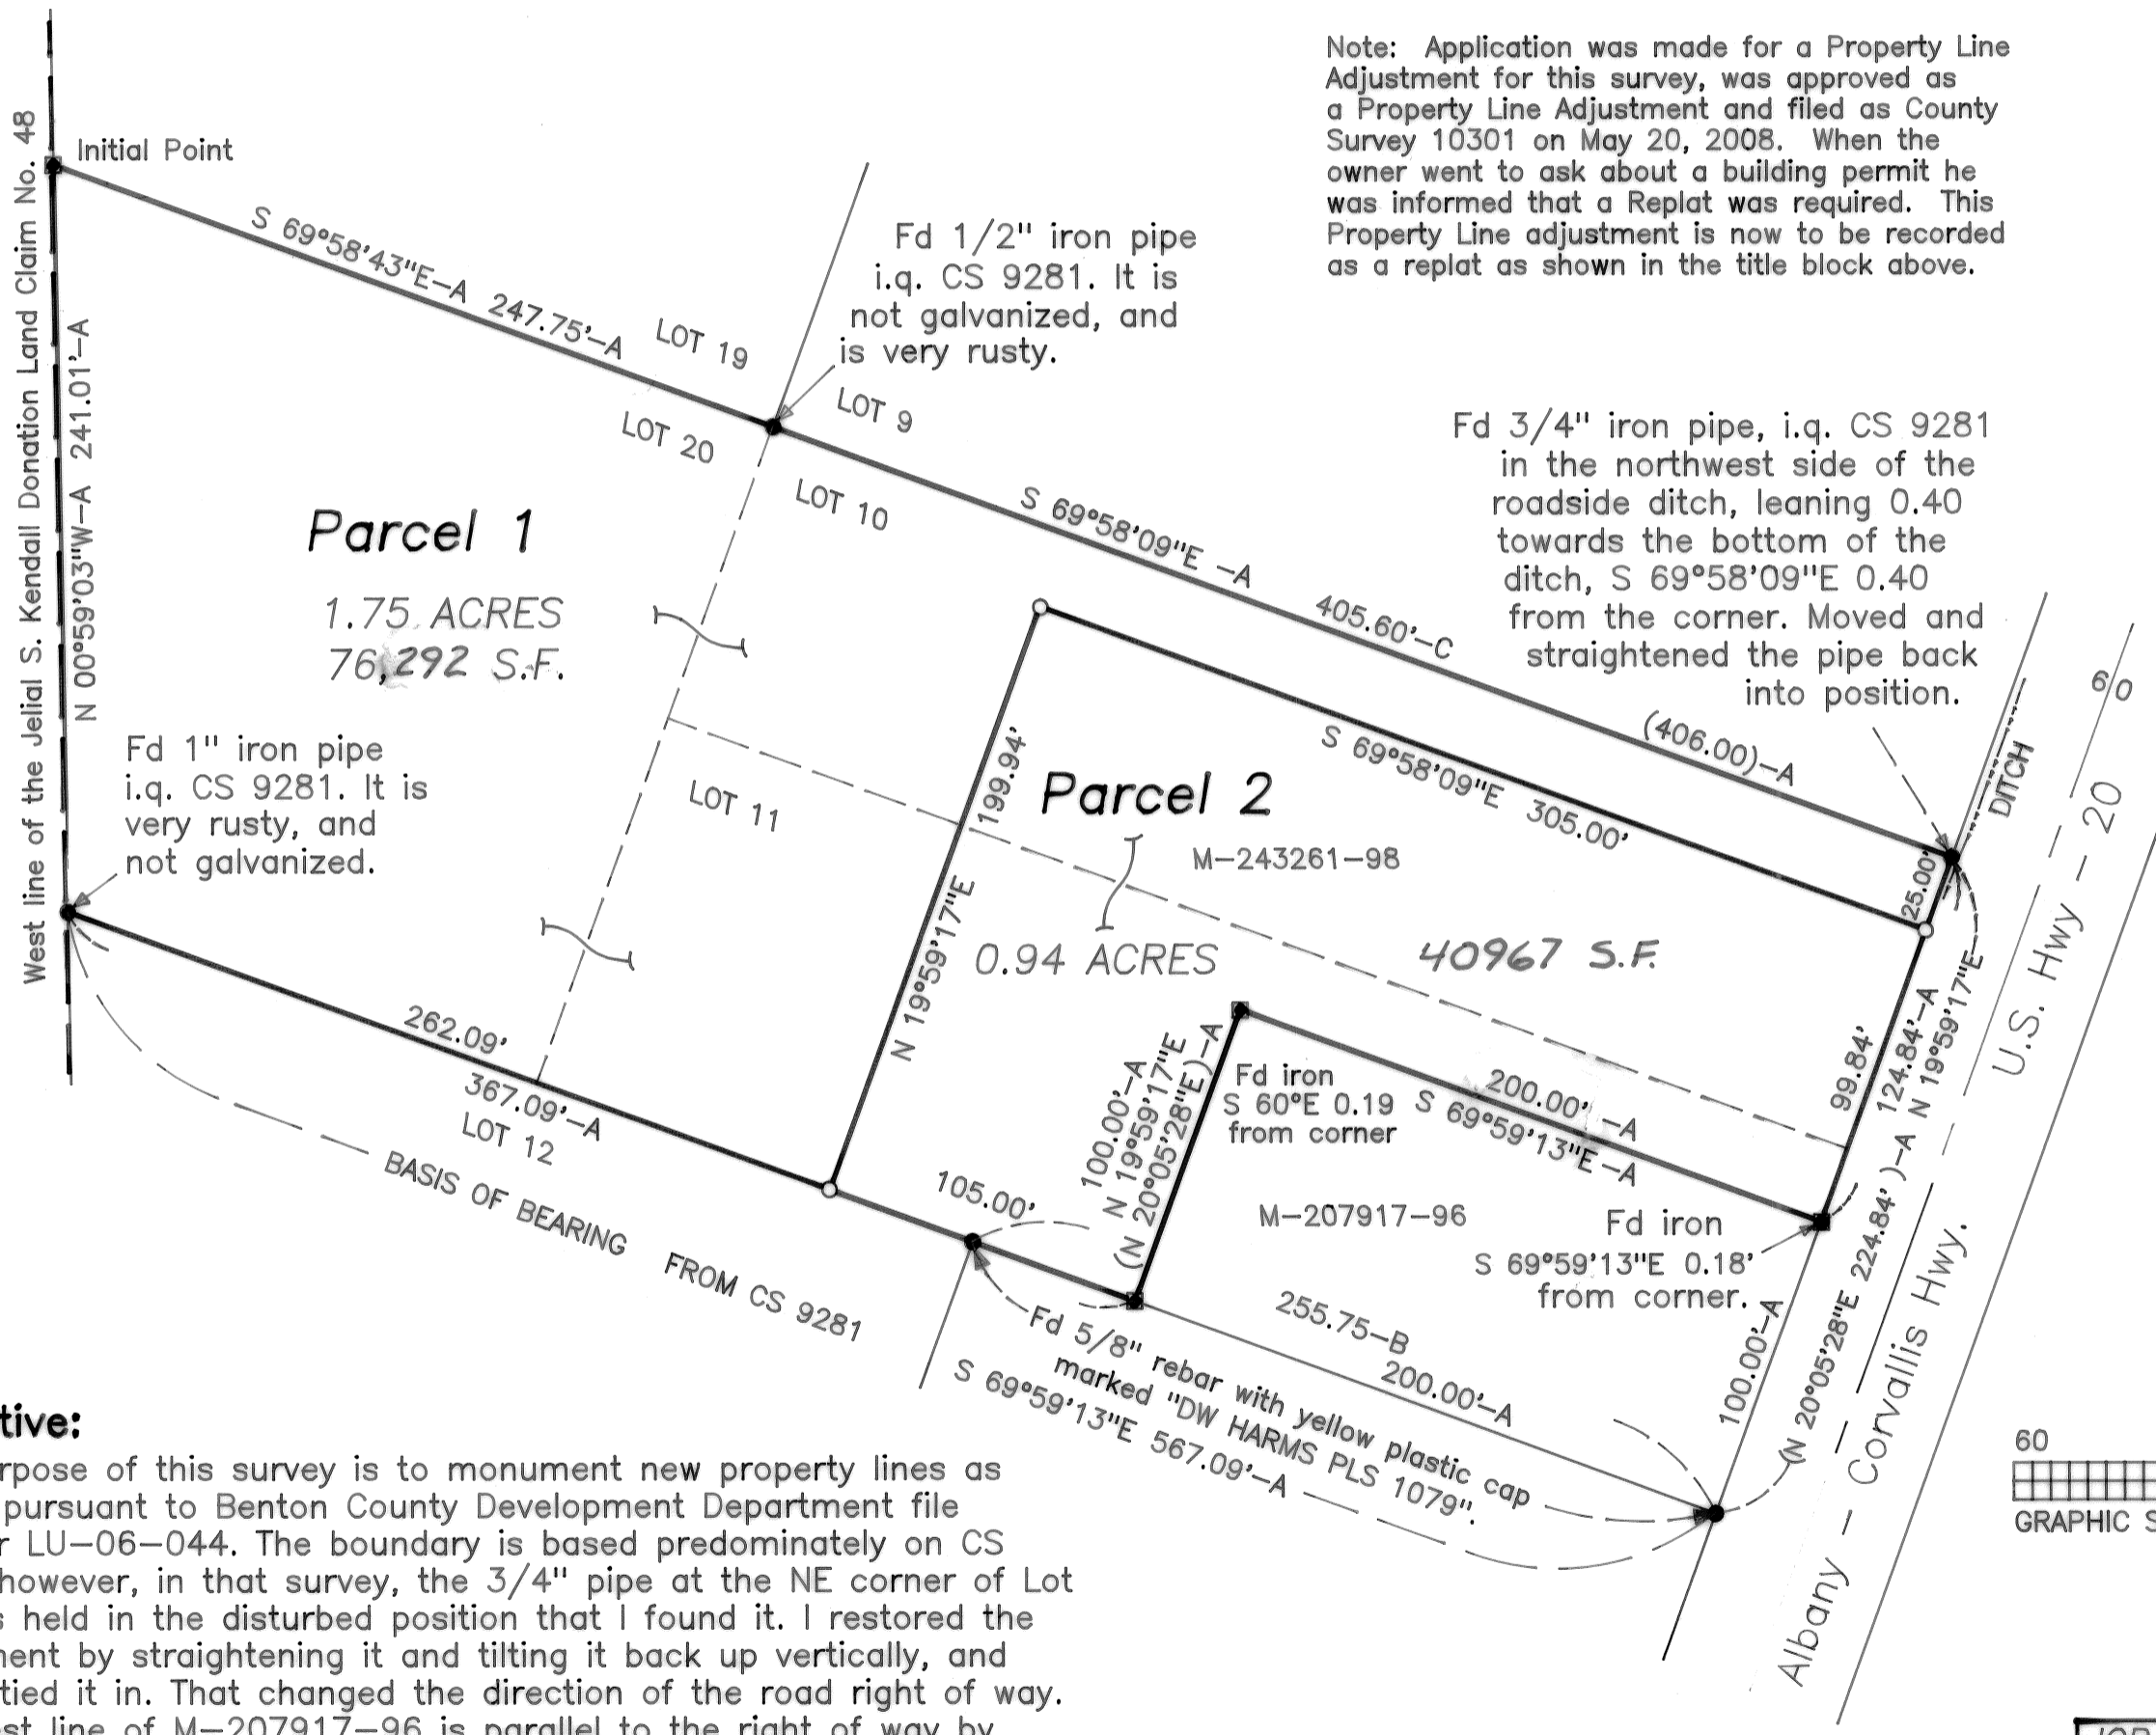 Note: Application was made for a Property Line
Adjustment for this survey, was approved as
a Property Line Adjustment and filed as County
Survey 10301 on May 20, 2008. When the
owner went to ask about a building permit he
was informed that a Replat was required. This
Property Line adjustment is now to be recorded
as a replat as shown in the title block above.
West line of the Jelial S. Kendall Donation Land Claim No. 48
N 00°59'03"W-A 241.01'-A
Initial Point
S 69°58'43"E-A 247.75'-A
LOT 19
LOT 20
LOT 9
LOT 10
Fd 1/2" iron pipe
i.q. CS 9281. It is
not galvanized, and
is very rusty.
S 69°58'09"E -A
405.60'-C
(406.00)-A
Fd 3/4" iron pipe, i.q. CS 9281
in the northwest side of the
roadside ditch, leaning 0.40
towards the bottom of the
ditch, S 69°58'09"E 0.40
from the corner. Moved and
straightened the pipe back
into position.
Parcel 1
1.75 ACRES
76,292 S.F.
Fd 1" iron pipe
i.q. CS 9281. It is
very rusty, and
not galvanized.
LOT 11
199.94'
N 19°59'17"E
Parcel 2
M-243261-98
0.94 ACRES
40967 S.F.
S 69°58'09"E 305.00'
25.00'
DITCH
60
U.S. Hwy - 20
Albany - Corvallis Hwy.
99.84'
124.84'-A
N 19°59'17"E
(N 20°05'28"E 224.84')-A
100.00'-A
262.09'
367.09'-A
LOT 12
BASIS OF BEARING FROM CS 9281
105.00'
100.00'-A
N 19°59'17"E
(N 20°05'28"E)-A
Fd iron
S 60°E 0.19
from corner
200.00' -A
S 69°59'13"E-A
M-207917-96
Fd iron
S 69°59'13"E 0.18'
from corner.
255.75-B
200.00'-A
Fd 5/8" rebar with yellow plastic cap
marked "DW HARMS PLS 1079".
S 69°59'13"E 567.09'-A
60
GRAPHIC S
tive:
rpose of this survey is to monument new property lines as
pursuant to Benton County Development Department file
r LU-06-044. The boundary is based predominately on CS
however, in that survey, the 3/4" pipe at the NE corner of Lot
s held in the disturbed position that I found it. I restored the
ent by straightening it and tilting it back up vertically, and
tied it in. That changed the direction of the road right of way.
st line of M-207917-96 is parallel to the right of way by